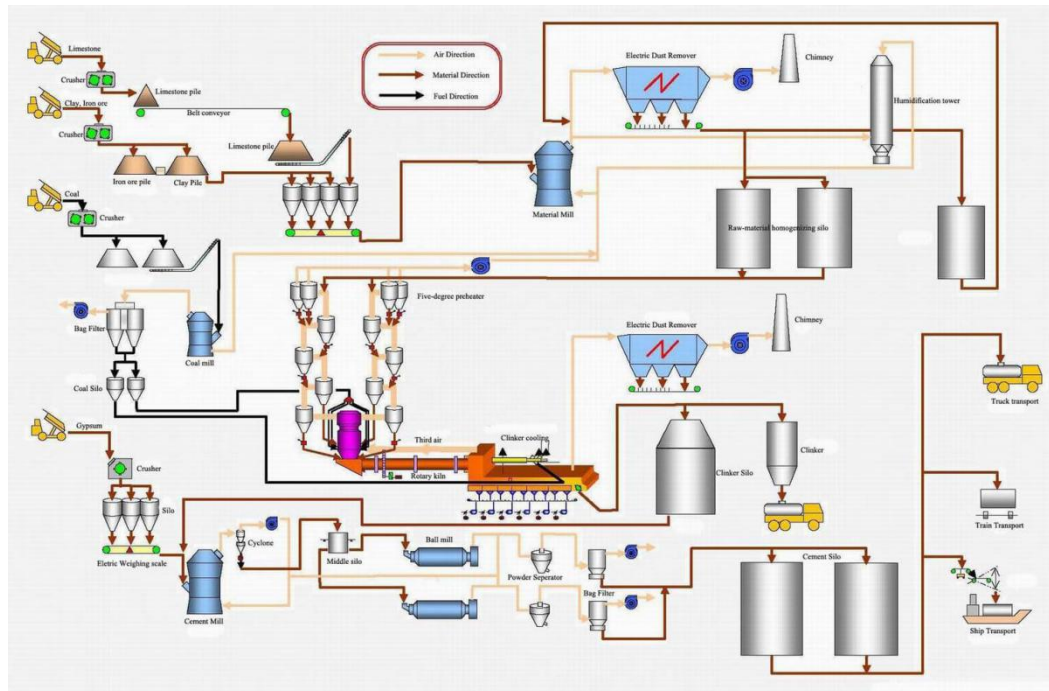 Limestone
Crusher
Limestone pile
Clay, Iron ore
Belt conveyor
Crusher
Limestone pile
Iron ore pile
Clay Pile
Coal
Crusher
Air Direction
Material Direction
Fuel Direction
Electric Dust Remover
Chimney
Humidification tower
Material Mill
Raw-material homogenizing silo
Five-degree preheater
Bag Filter
Coal mill
Coal Silo
Electric Dust Remover
Chimney
Truck transport
Gypnum
Third air
Clinker cooling
Rotary kiln
Clinker Silo
Clinker
Crusher
Silo
Train Transport
Eletric Weighing scale
Cyclone
Cement Mill
Middle silo
Ball mill
Powder Seperator
Bag Filter
Cement Silo
Ship Transport